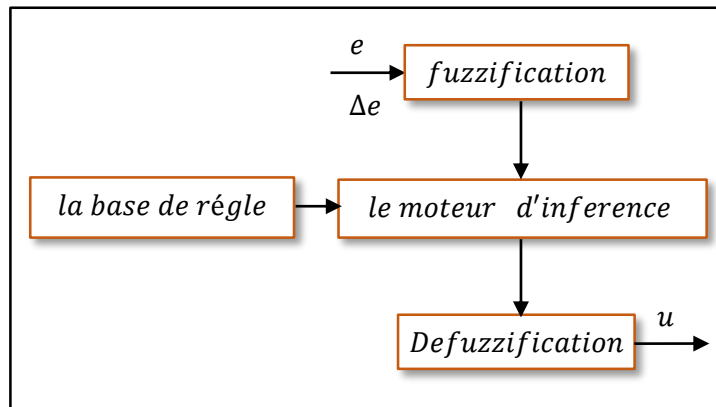 e
Δe
fuzzification
la base de régle
le moteur d'inference
Defuzzification
u